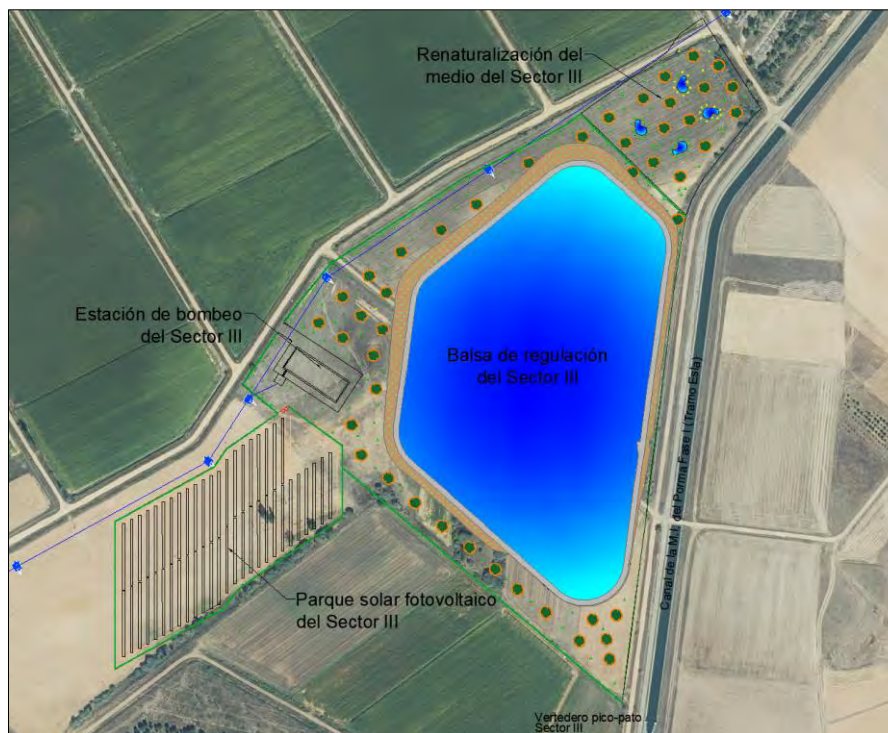 Renaturalización del
medio del Sector III
Estación de bombeo
del Sector III
Balsa de regulación
del Sector III
Canal de la M.I. del Porma Fase I (Tramo Esla)
Parque solar fotovoltaico
del Sector III
Vertedero pico-pato
Sector III